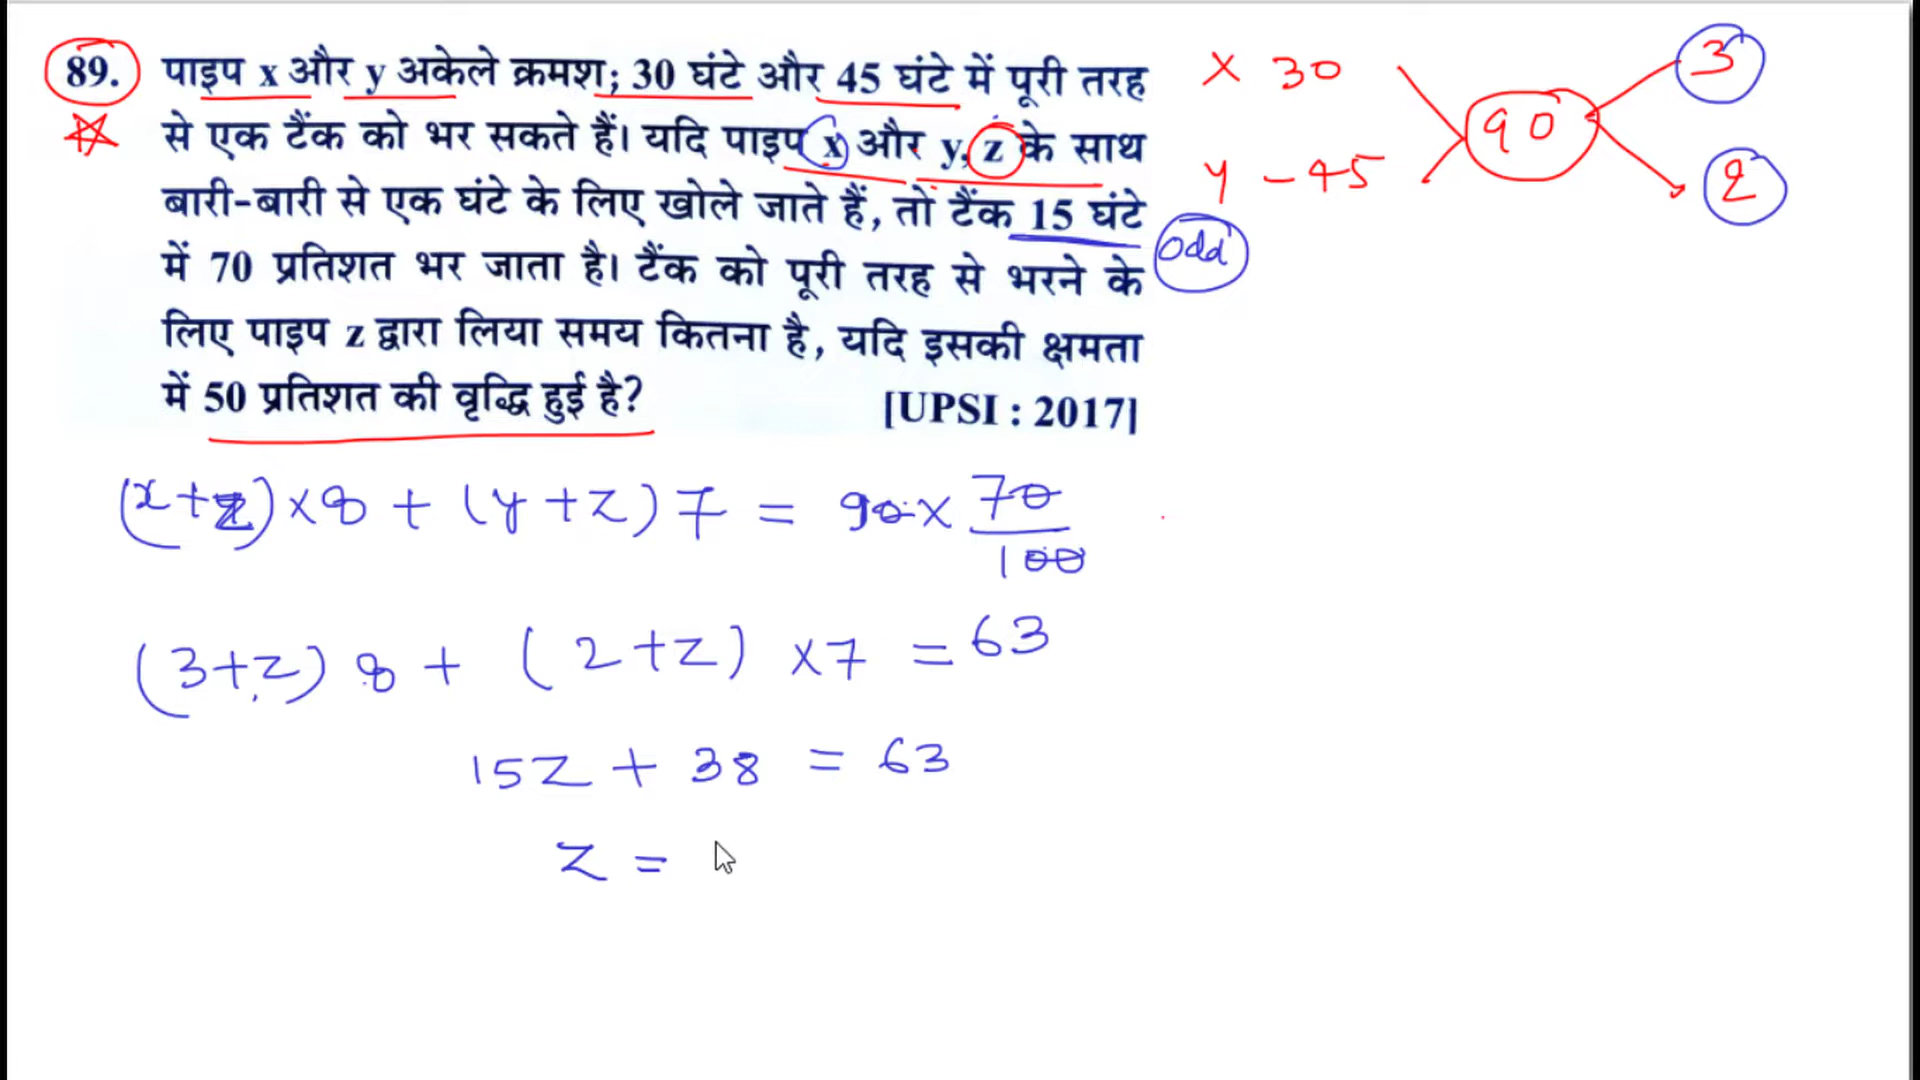 89. पाइप x और y अकेले क्रमश; 30 घंटे और 45 घंटे में पूरी तरह
से एक टैंक को भर सकते हैं। यदि पाइप x और y, z के साथ
बारी-बारी से एक घंटे के लिए खोले जाते हैं, तो टैंक 15 घंटे
में 70 प्रतिशत भर जाता है। टैंक को पूरी तरह से भरने के
लिए पाइप z द्वारा लिया समय कितना है, यदि इसकी क्षमता
में 50 प्रतिशत की वृद्धि हुई है?
[UPSI : 2017]
x 30
y - 45
90
3
2
odd
(x+z)×8 + (y+z)7 = 90×70/100
(3+z)8 + (2+z)×7 = 63
15z + 38 = 63
z =